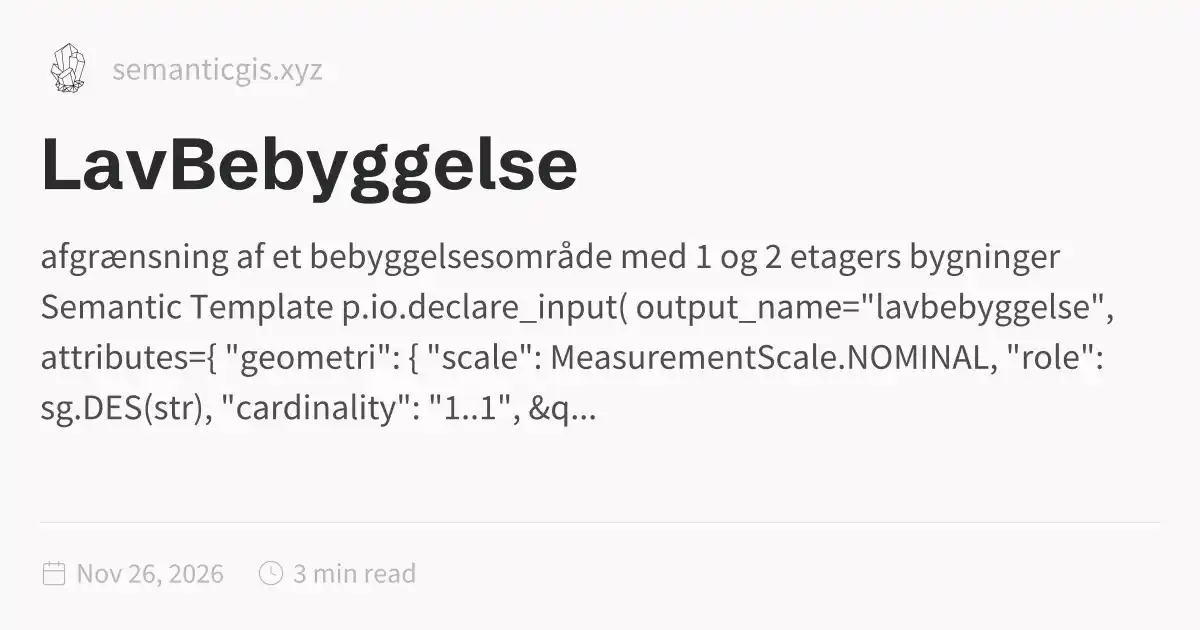 semanticgis.xyz
LavBebyggelse
afgrænsning af et bebyggelsesområde med 1 og 2 etagers bygninger
Semantic Template p.io.declare_input( output_name="lavbebyggelse",
attributes={ "geometri": { "scale": MeasurementScale.NOMINAL, "role":
sg.DES(str), "cardinality": "1..1", &q...
Nov 26, 2026
3 min read